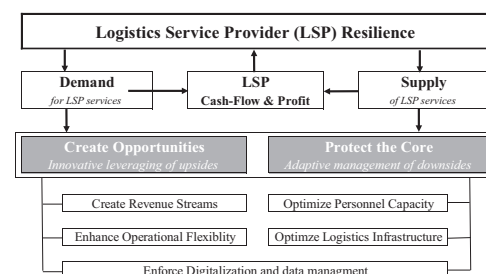 Logistics Service Provider (LSP) Resilience
Demand
for LSP services
LSP
Cash-Flow & Profit
Supply
of LSP services
Create Opportunities
Innovative leveraging of upsides
Protect the Core
Adaptive management of downsides
Create Revenue Streams
Optimize Personnel Capacity
Enhance Operational Flexiblity
Optimze Logistics Infrastructure
Enforce Digitalization and data managment